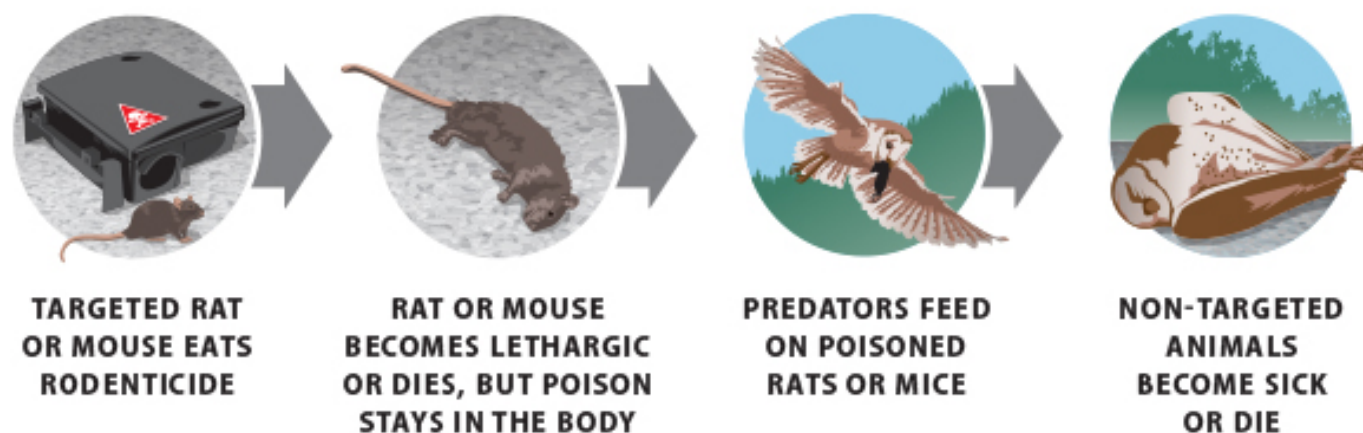 TARGETED RAT
OR MOUSE EATS
RODENTICIDE
RAT OR MOUSE
BECOMES LETHARGIC
OR DIES, BUT POISON
STAYS IN THE BODY
PREDATORS FEED
ON POISONED
RATS OR MICE
NON-TARGETED
ANIMALS
BECOME SICK
OR DIE